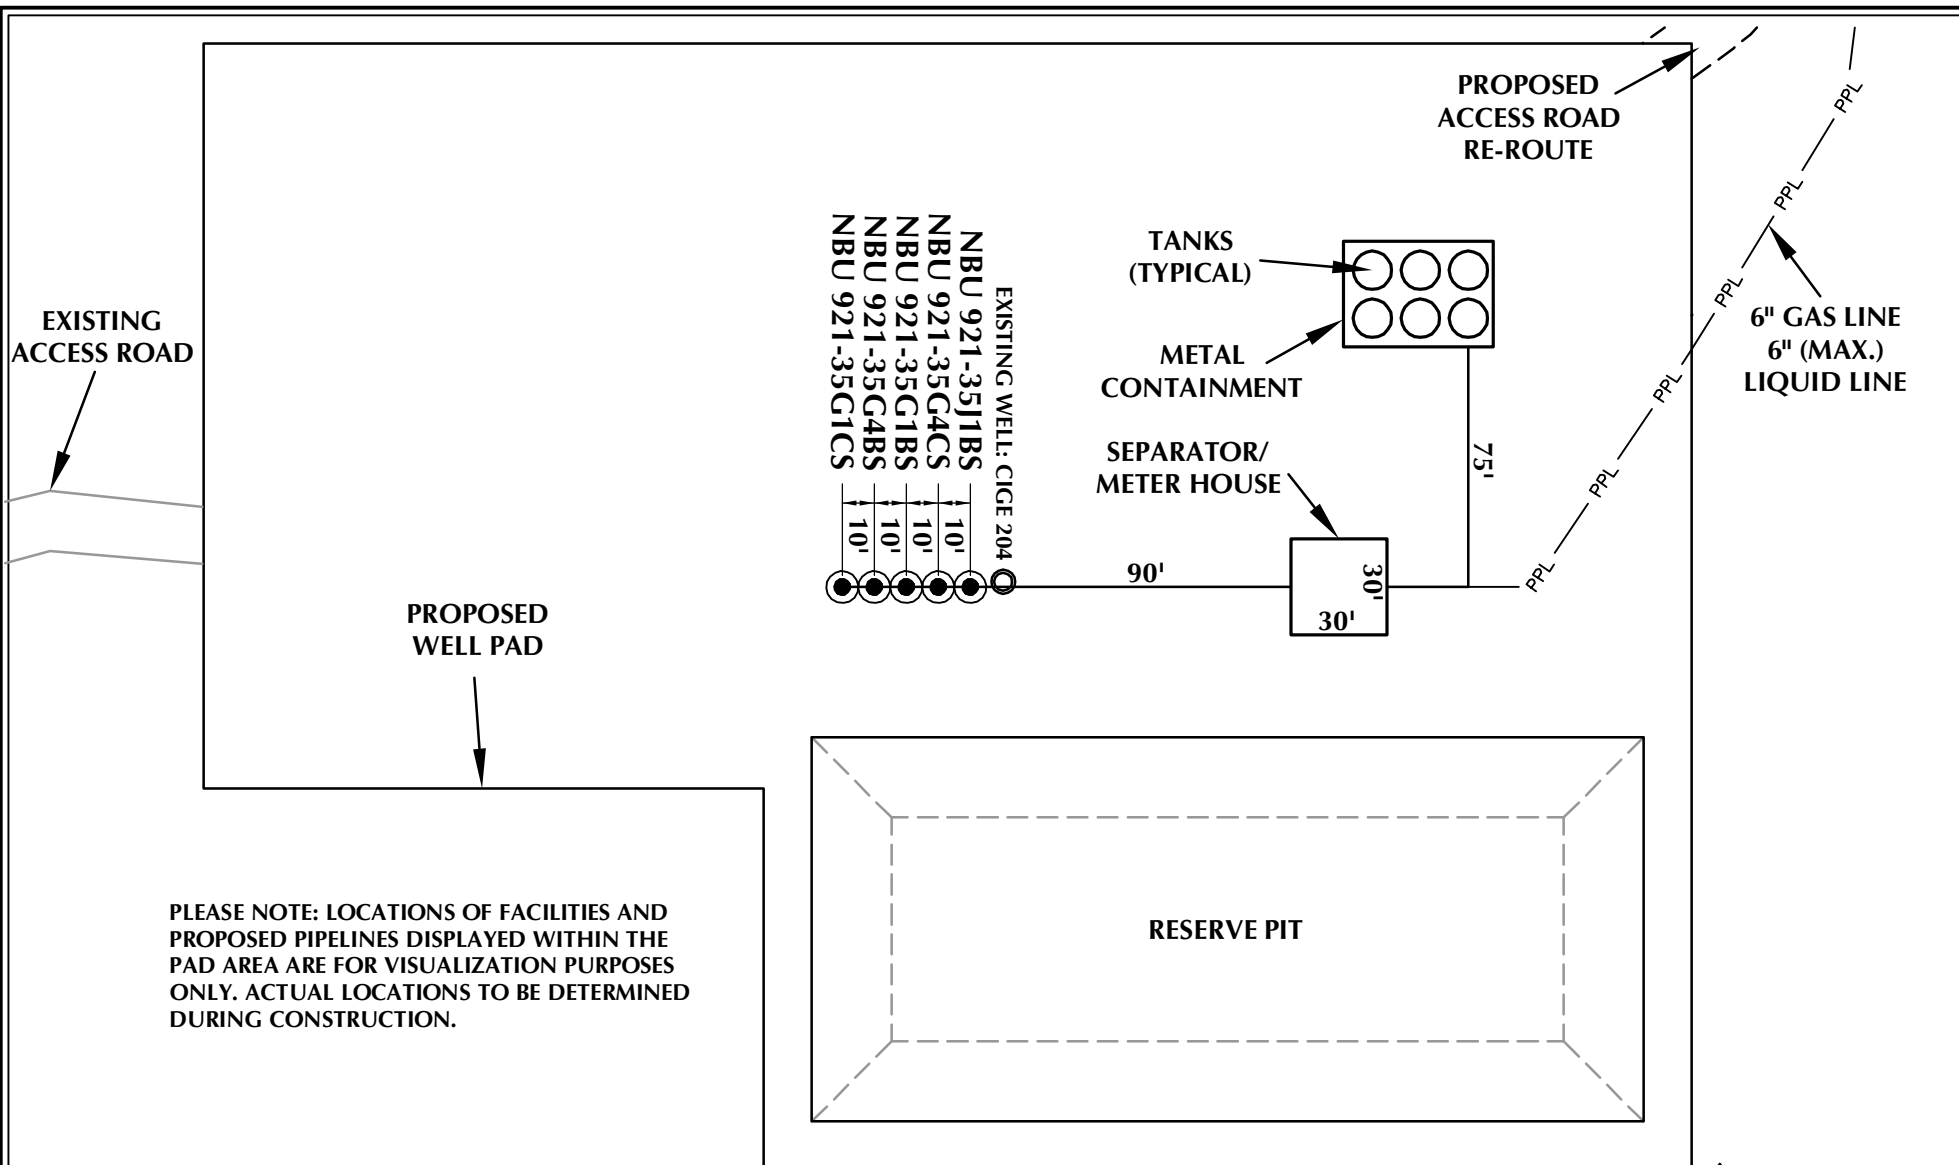 PROPOSED
ACCESS ROAD
RE-ROUTE
TANKS
(TYPICAL)
METAL
CONTAINMENT
SEPARATOR/
METER HOUSE
NBU 921-35G1CS
NBU 921-35G4BS
NBU 921-35G1BS
NBU 921-35G4CS
NBU 921-35J1BS
EXISTING WELL: CIGE 204
10'
10'
10'
10'
90'
30'
30'
75'
PPL
PPL
PPL
PPL
PPL
PPL
6" GAS LINE
6" (MAX.)
LIQUID LINE
EXISTING
ACCESS ROAD
PROPOSED
WELL PAD
RESERVE PIT
PLEASE NOTE: LOCATIONS OF FACILITIES AND
PROPOSED PIPELINES DISPLAYED WITHIN THE
PAD AREA ARE FOR VISUALIZATION PURPOSES
ONLY. ACTUAL LOCATIONS TO BE DETERMINED
DURING CONSTRUCTION.